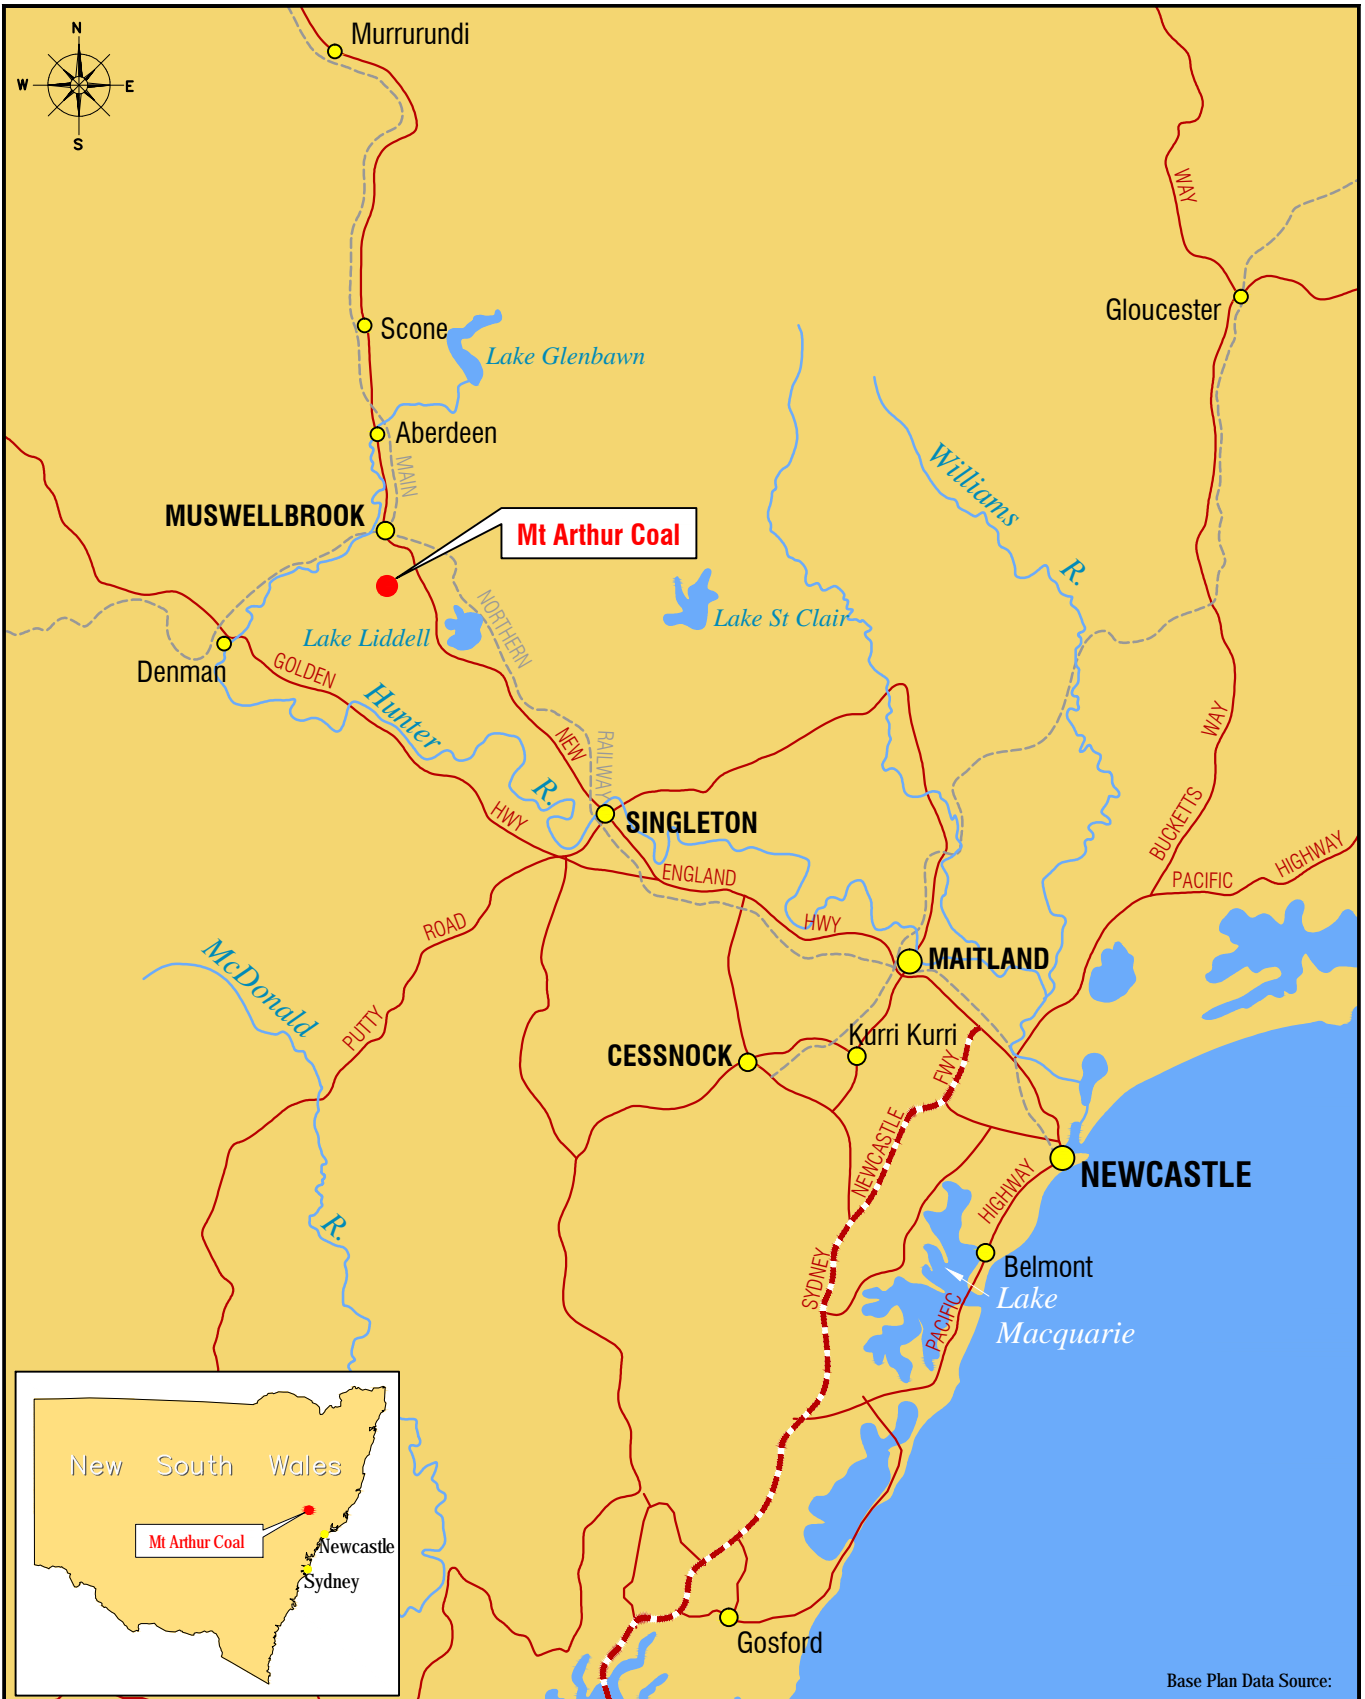 N
W
E
S
Murrurundi
WAY
Gloucester
Scone
Lake Glenbawn
Aberdeen
MAIN
Williams
R.
MUSWELLBROOK
Mt Arthur Coal
NORTHERN
Lake St Clair
Lake Liddell
Denman
GOLDEN
Hunter
R.
NEW
RAILWAY
WAY
HWY
SINGLETON
BUCKETTS
ENGLAND
PACIFIC
HIGHWAY
ROAD
HWY
McDonald
R.
MAITLAND
PUTTY
Kurri Kurri
CESSNOCK
FWY
NEWCASTLE
SYDNEY
NEWCASTLE
HIGHWAY
PACIFIC
Belmont
Lake
Macquarie
New South Wales
Mt Arthur Coal
Newcastle
Sydney
Gosford
Base Plan Data Source: